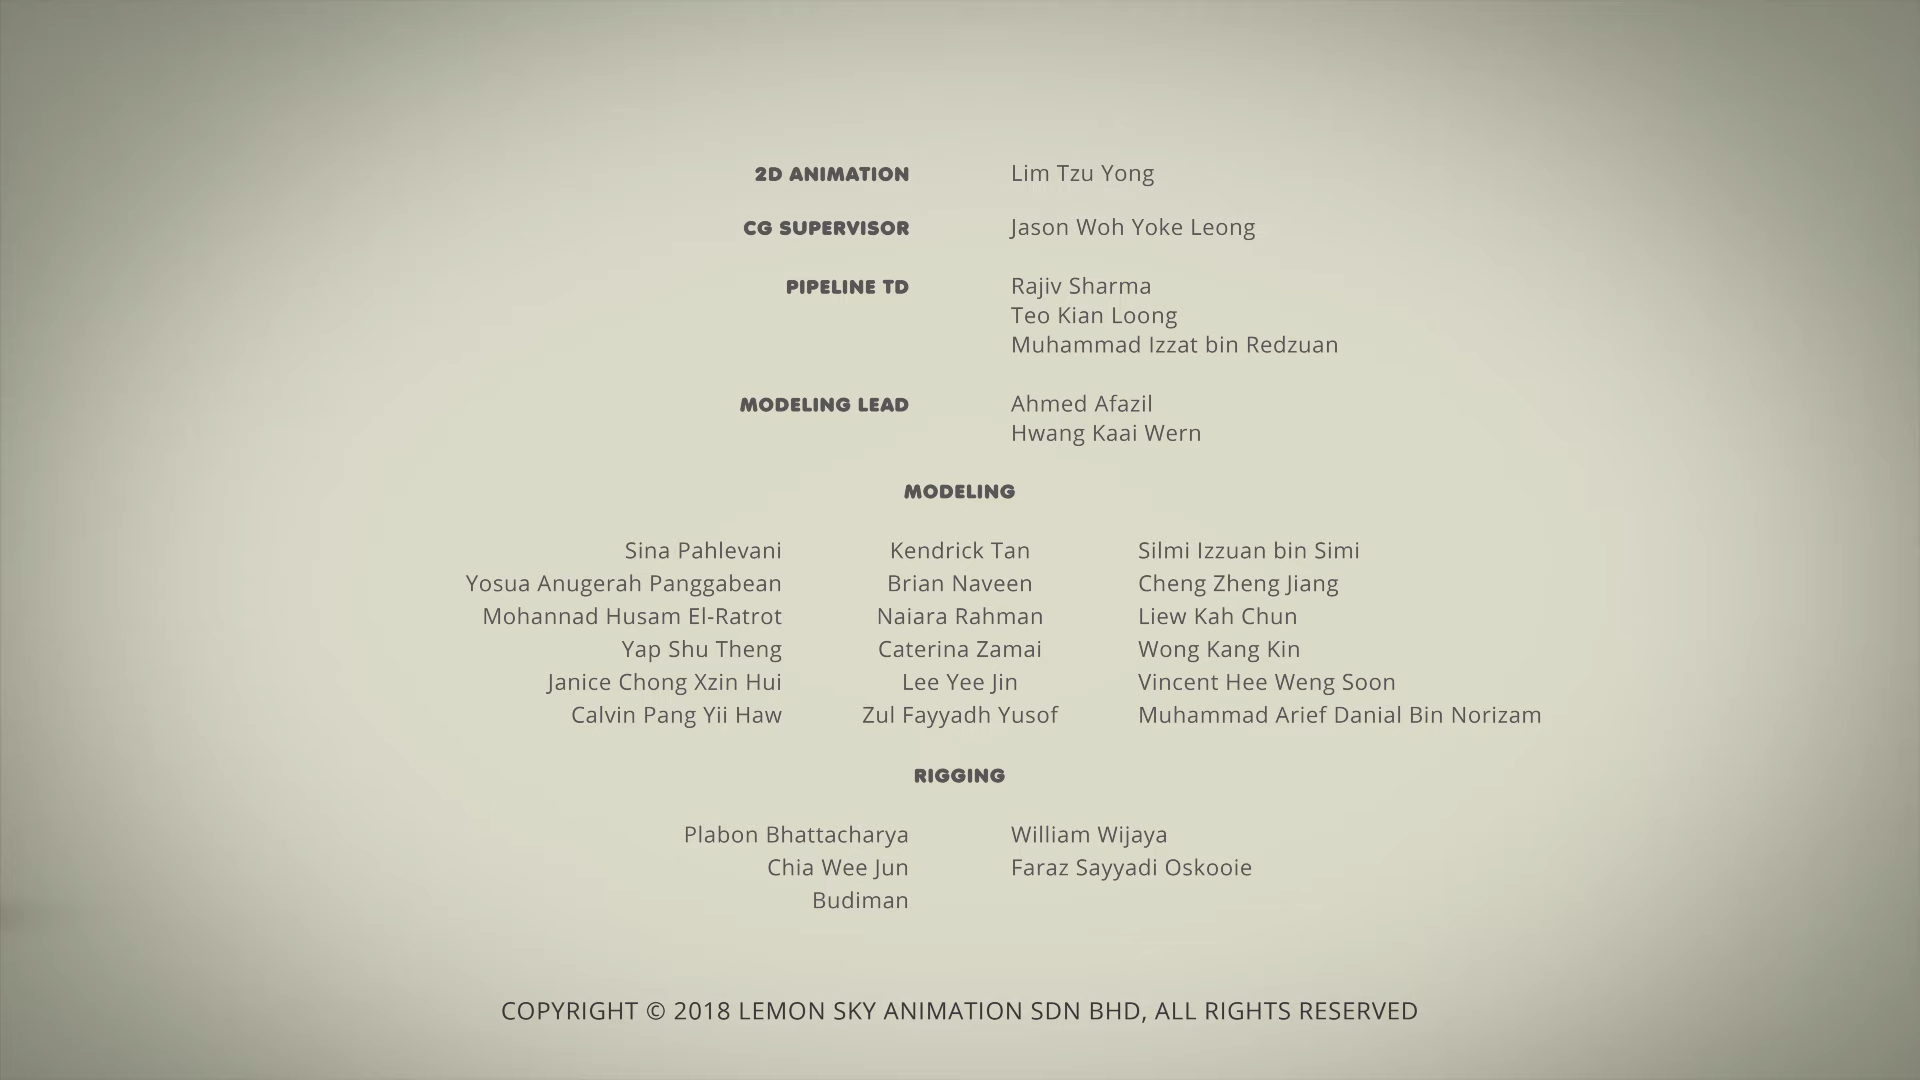 2D ANIMATION Lim Tzu Yong
CG SUPERVISOR Jason Woh Yoke Leong
PIPELINE TD Rajiv Sharma
Teo Kian Loong
Muhammad Izzat bin Redzuan
MODELING LEAD Ahmed Afazil
Hwang Kaai Wern
MODELING
Sina Pahlevani Kendrick Tan Silmi Izzuan bin Simi
Yosua Anugerah Panggabean Brian Naveen Cheng Zheng Jiang
Mohannad Husam El-Ratrot Naiara Rahman Liew Kah Chun
Yap Shu Theng Caterina Zamai Wong Kang Kin
Janice Chong Xzin Hui Lee Yee Jin Vincent Hee Weng Soon
Calvin Pang Yii Haw Zul Fayyadh Yusof Muhammad Arief Danial Bin Norizam
RIGGING
Plabon Bhattacharya William Wijaya
Chia Wee Jun Faraz Sayyadi Oskooie
Budiman
COPYRIGHT © 2018 LEMON SKY ANIMATION SDN BHD, ALL RIGHTS RESERVED